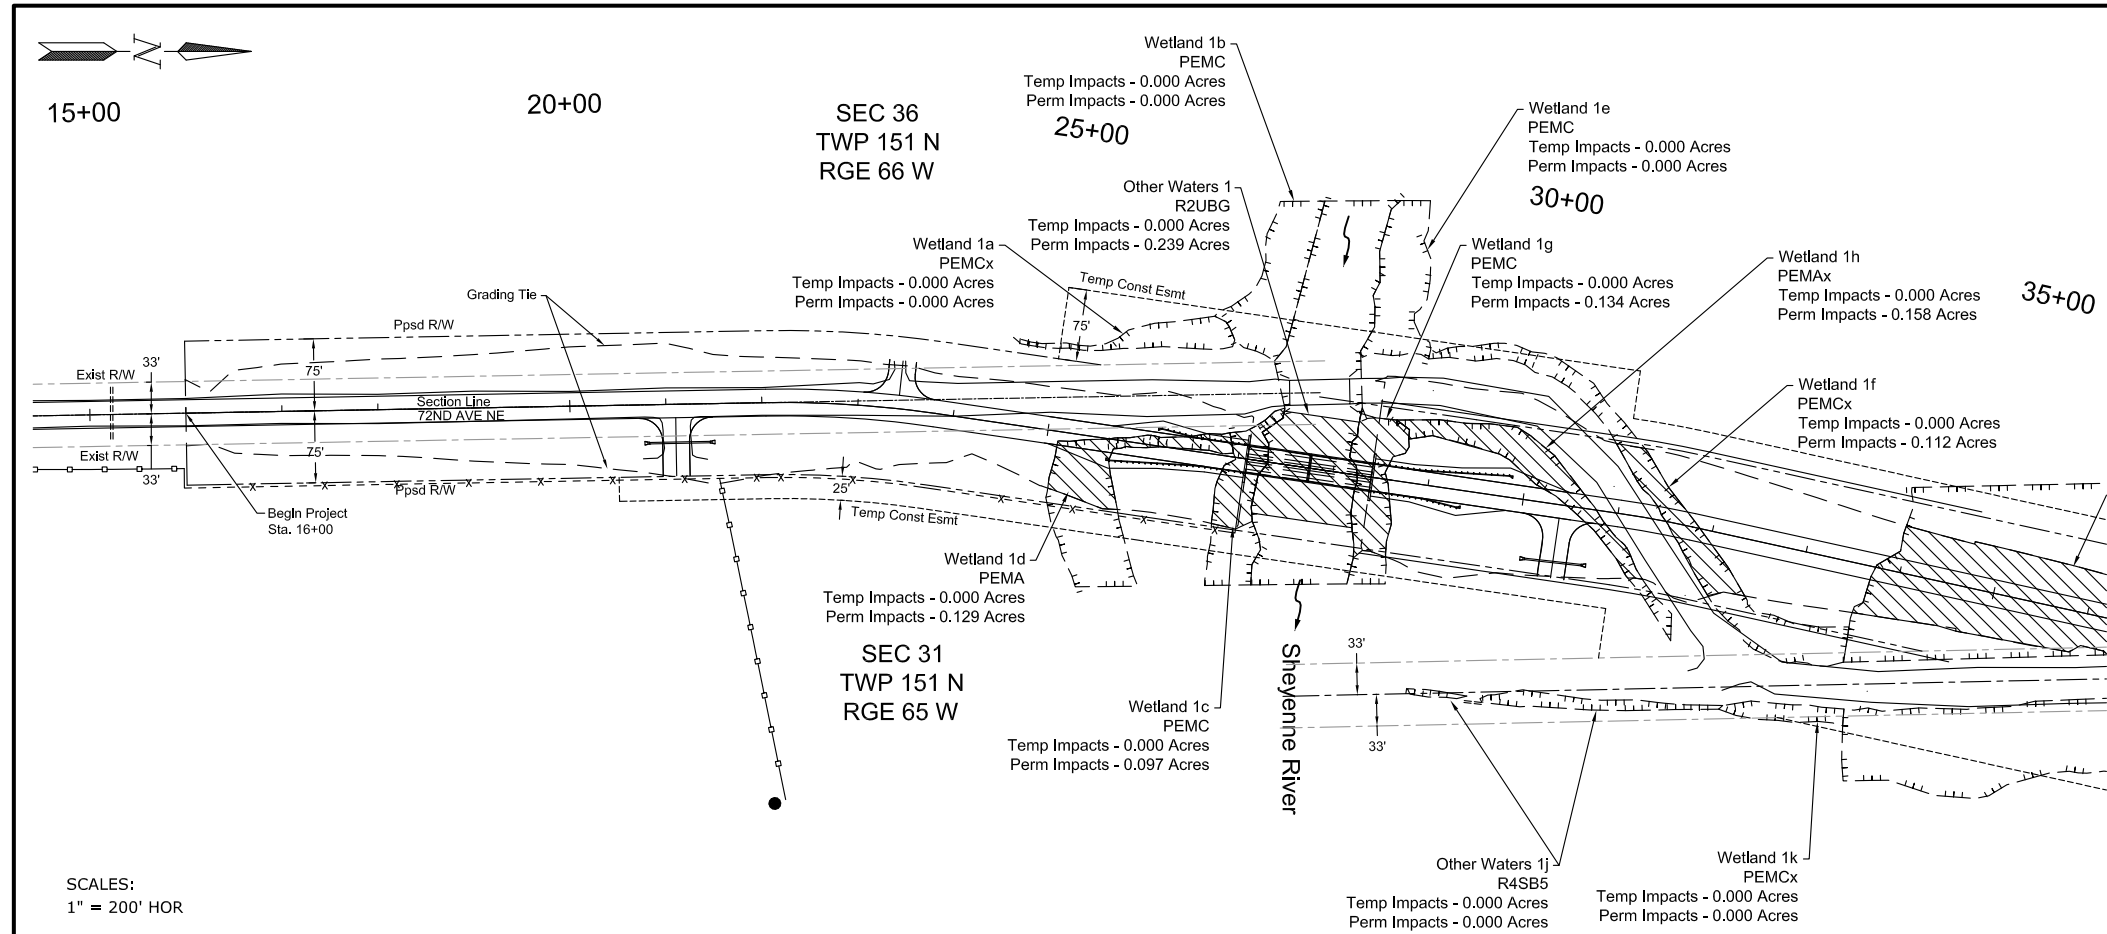 N
15+00
20+00
SEC 36
TWP 151 N
RGE 66 W
25+00
Wetland 1b
PEMC
Temp Impacts - 0.000 Acres
Perm Impacts - 0.000 Acres
Wetland 1e
PEMC
Temp Impacts - 0.000 Acres
Perm Impacts - 0.000 Acres
30+00
Other Waters 1
R2UBG
Temp Impacts - 0.000 Acres
Perm Impacts - 0.239 Acres
Wetland 1a
PEMCx
Temp Impacts - 0.000 Acres
Perm Impacts - 0.000 Acres
Wetland 1g
PEMC
Temp Impacts - 0.000 Acres
Perm Impacts - 0.134 Acres
Wetland 1h
PEMAx
Temp Impacts - 0.000 Acres
Perm Impacts - 0.158 Acres
35+00
Grading Tie
Temp Const Esmt
75'
Ppsd R/W
33'
75'
Exist R/W
Section Line
72ND AVE NE
Exist R/W
33'
75'
Ppsd R/W
Begin Project
Sta. 16+00
25'
Temp Const Esmt
Wetland 1f
PEMCx
Temp Impacts - 0.000 Acres
Perm Impacts - 0.112 Acres
Wetland 1d
PEMA
Temp Impacts - 0.000 Acres
Perm Impacts - 0.129 Acres
SEC 31
TWP 151 N
RGE 65 W
Wetland 1c
PEMC
Temp Impacts - 0.000 Acres
Perm Impacts - 0.097 Acres
Sheyenne River
33'
33'
Other Waters 1j
R4SB5
Temp Impacts - 0.000 Acres
Perm Impacts - 0.000 Acres
Wetland 1k
PEMCx
Temp Impacts - 0.000 Acres
Perm Impacts - 0.000 Acres
SCALES:
1" = 200' HOR